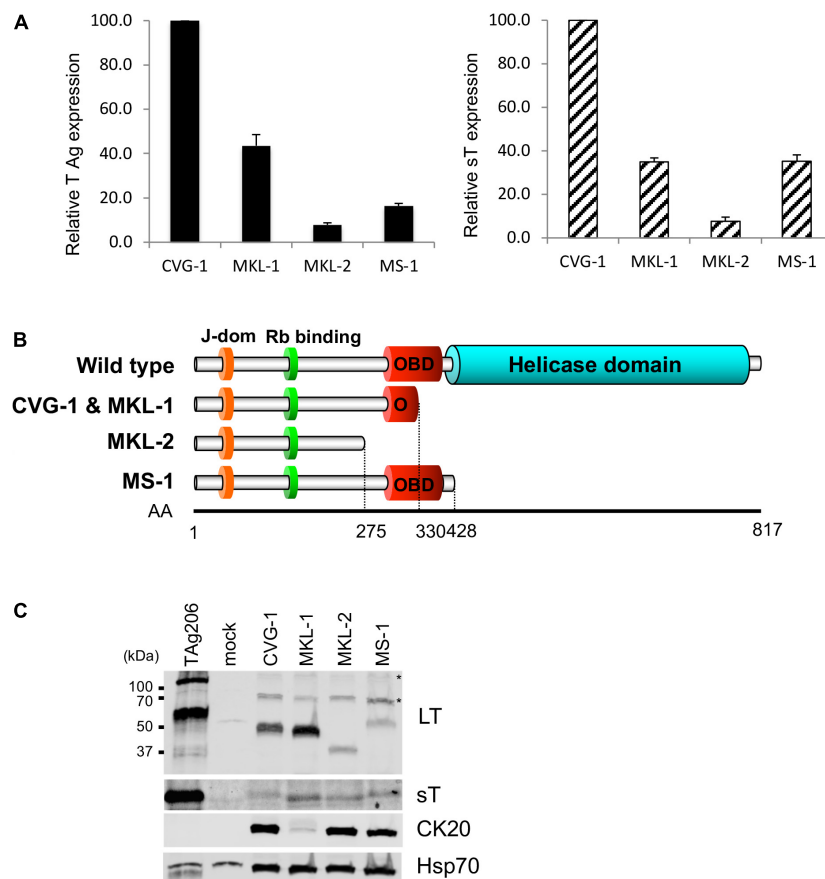 A
Relative T Ag expression
100.0
80.0
60.0
40.0
20.0
0.0
CVG-1 MKL-1 MKL-2 MS-1
Relative sT expression
100.0
80.0
60.0
40.0
20.0
0.0
CVG-1 MKL-1 MKL-2 MS-1
B
J-dom Rb binding
Wild type OBD Helicase domain
CVG-1 & MKL-1 O
MKL-2
MS-1 OBD
AA
1 275 330428 817
C
(kDa) TAg206 mock CVG-1 MKL-1 MKL-2 MS-1
*
100
70 *
50
37
LT
sT
CK20
Hsp70